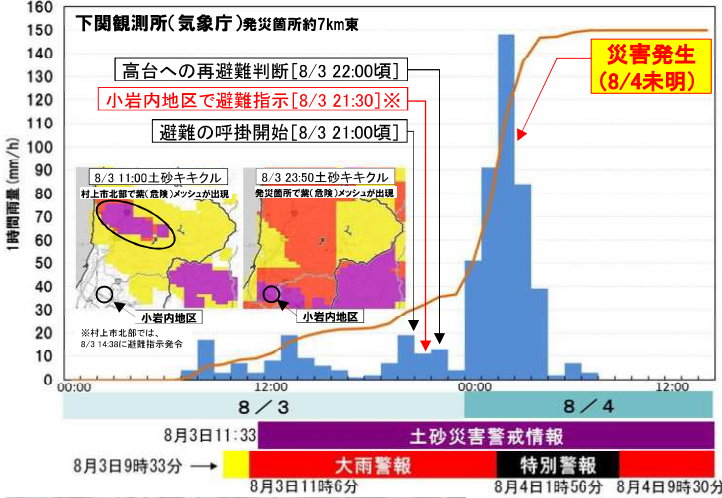 下関観測所(気象庁)発災箇所約7km東
160
150
140
130
120
110
100
90
80
70
60
50
40
30
20
10
0
1時間雨量(mm/h)
高台への再避難判断[8/3 22:00頃]
小岩内地区で避難指示[8/3 21:30]※
避難の呼掛開始[8/3 21:00頃]
災害発生
(8/4未明)
8/3 11:00土砂キキクル
村上市北部で紫(危険)メッシュが出現
小岩内地区
※村上市北部では、
8/3 14:38に避難指示発令
8/3 23:50土砂キキクル
発災箇所で紫(危険)メッシュが出現
小岩内地区
00:00
12:00
00:00
12:00
8/3
8/4
8月3日11:33
土砂災害警戒情報
8月3日9時33分
大雨警報
特別警報
8月3日11時6分
8月4日1時56分
8月4日9時30分